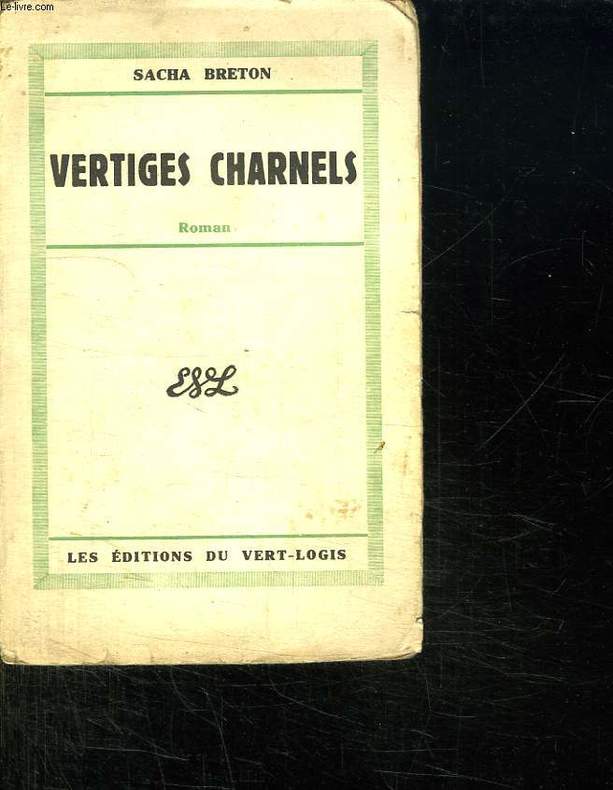 Le-livre.com
SACHA BRETON
VERTIGES CHARNELS
Roman
EVL
LES ÉDITIONS DU VERT-LOGIS